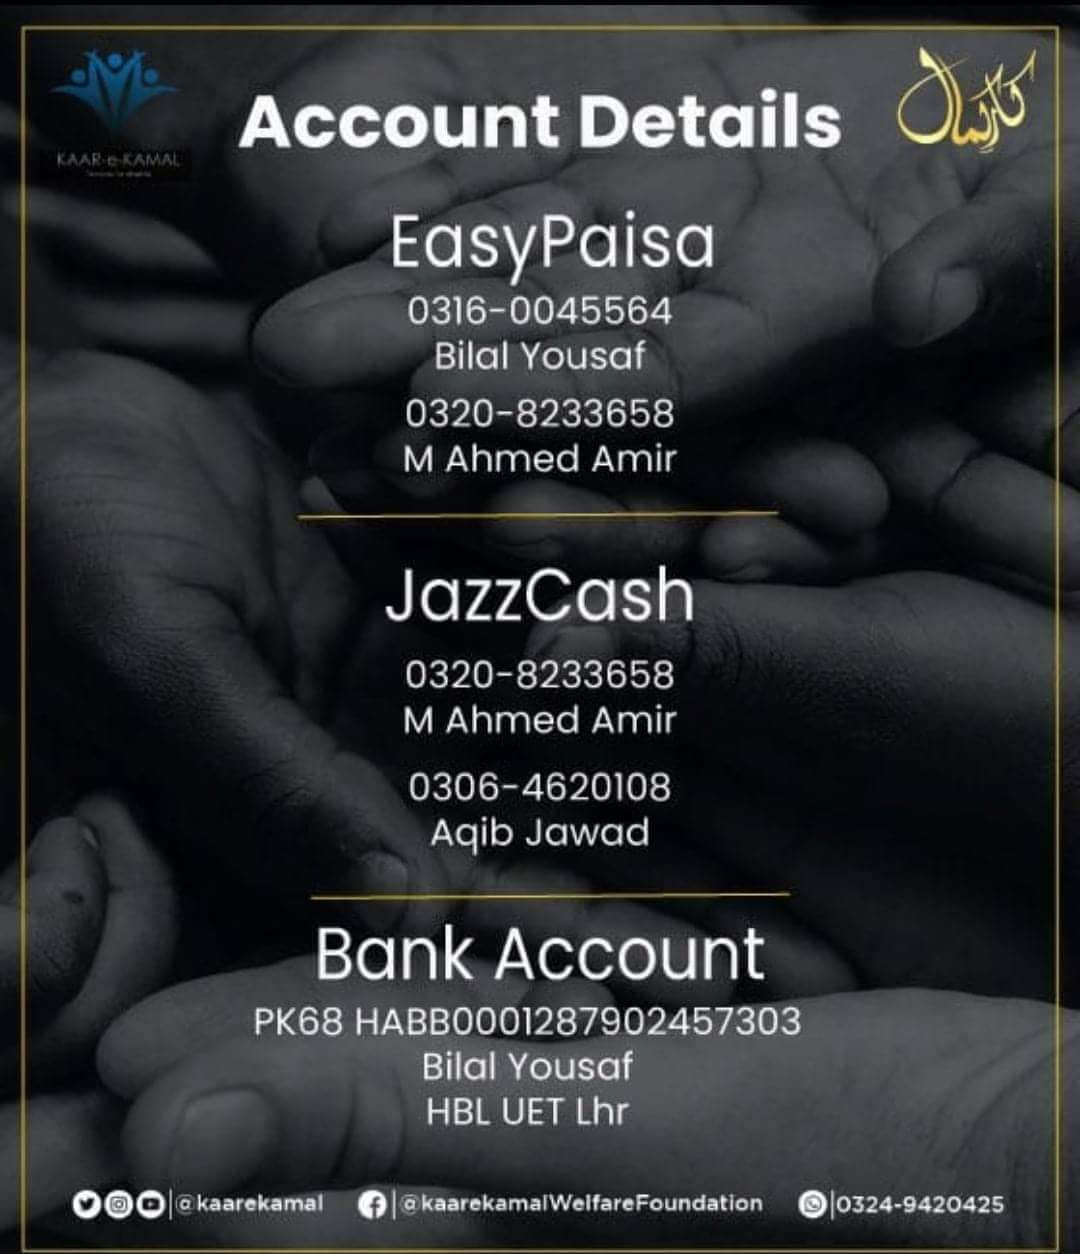 KAAR-e-KAMAL
Account Details
کارِکمال
EasyPaisa
0316-0045564
Bilal Yousaf
0320-8233658
M Ahmed Amir
JazzCash
0320-8233658
M Ahmed Amir
0306-4620108
Aqib Jawad
Bank Account
PK68 HABB0001287902457303
Bilal Yousaf
HBL UET Lhr
@kaarekamal @kaarekamalWelfareFoundation 0324-9420425